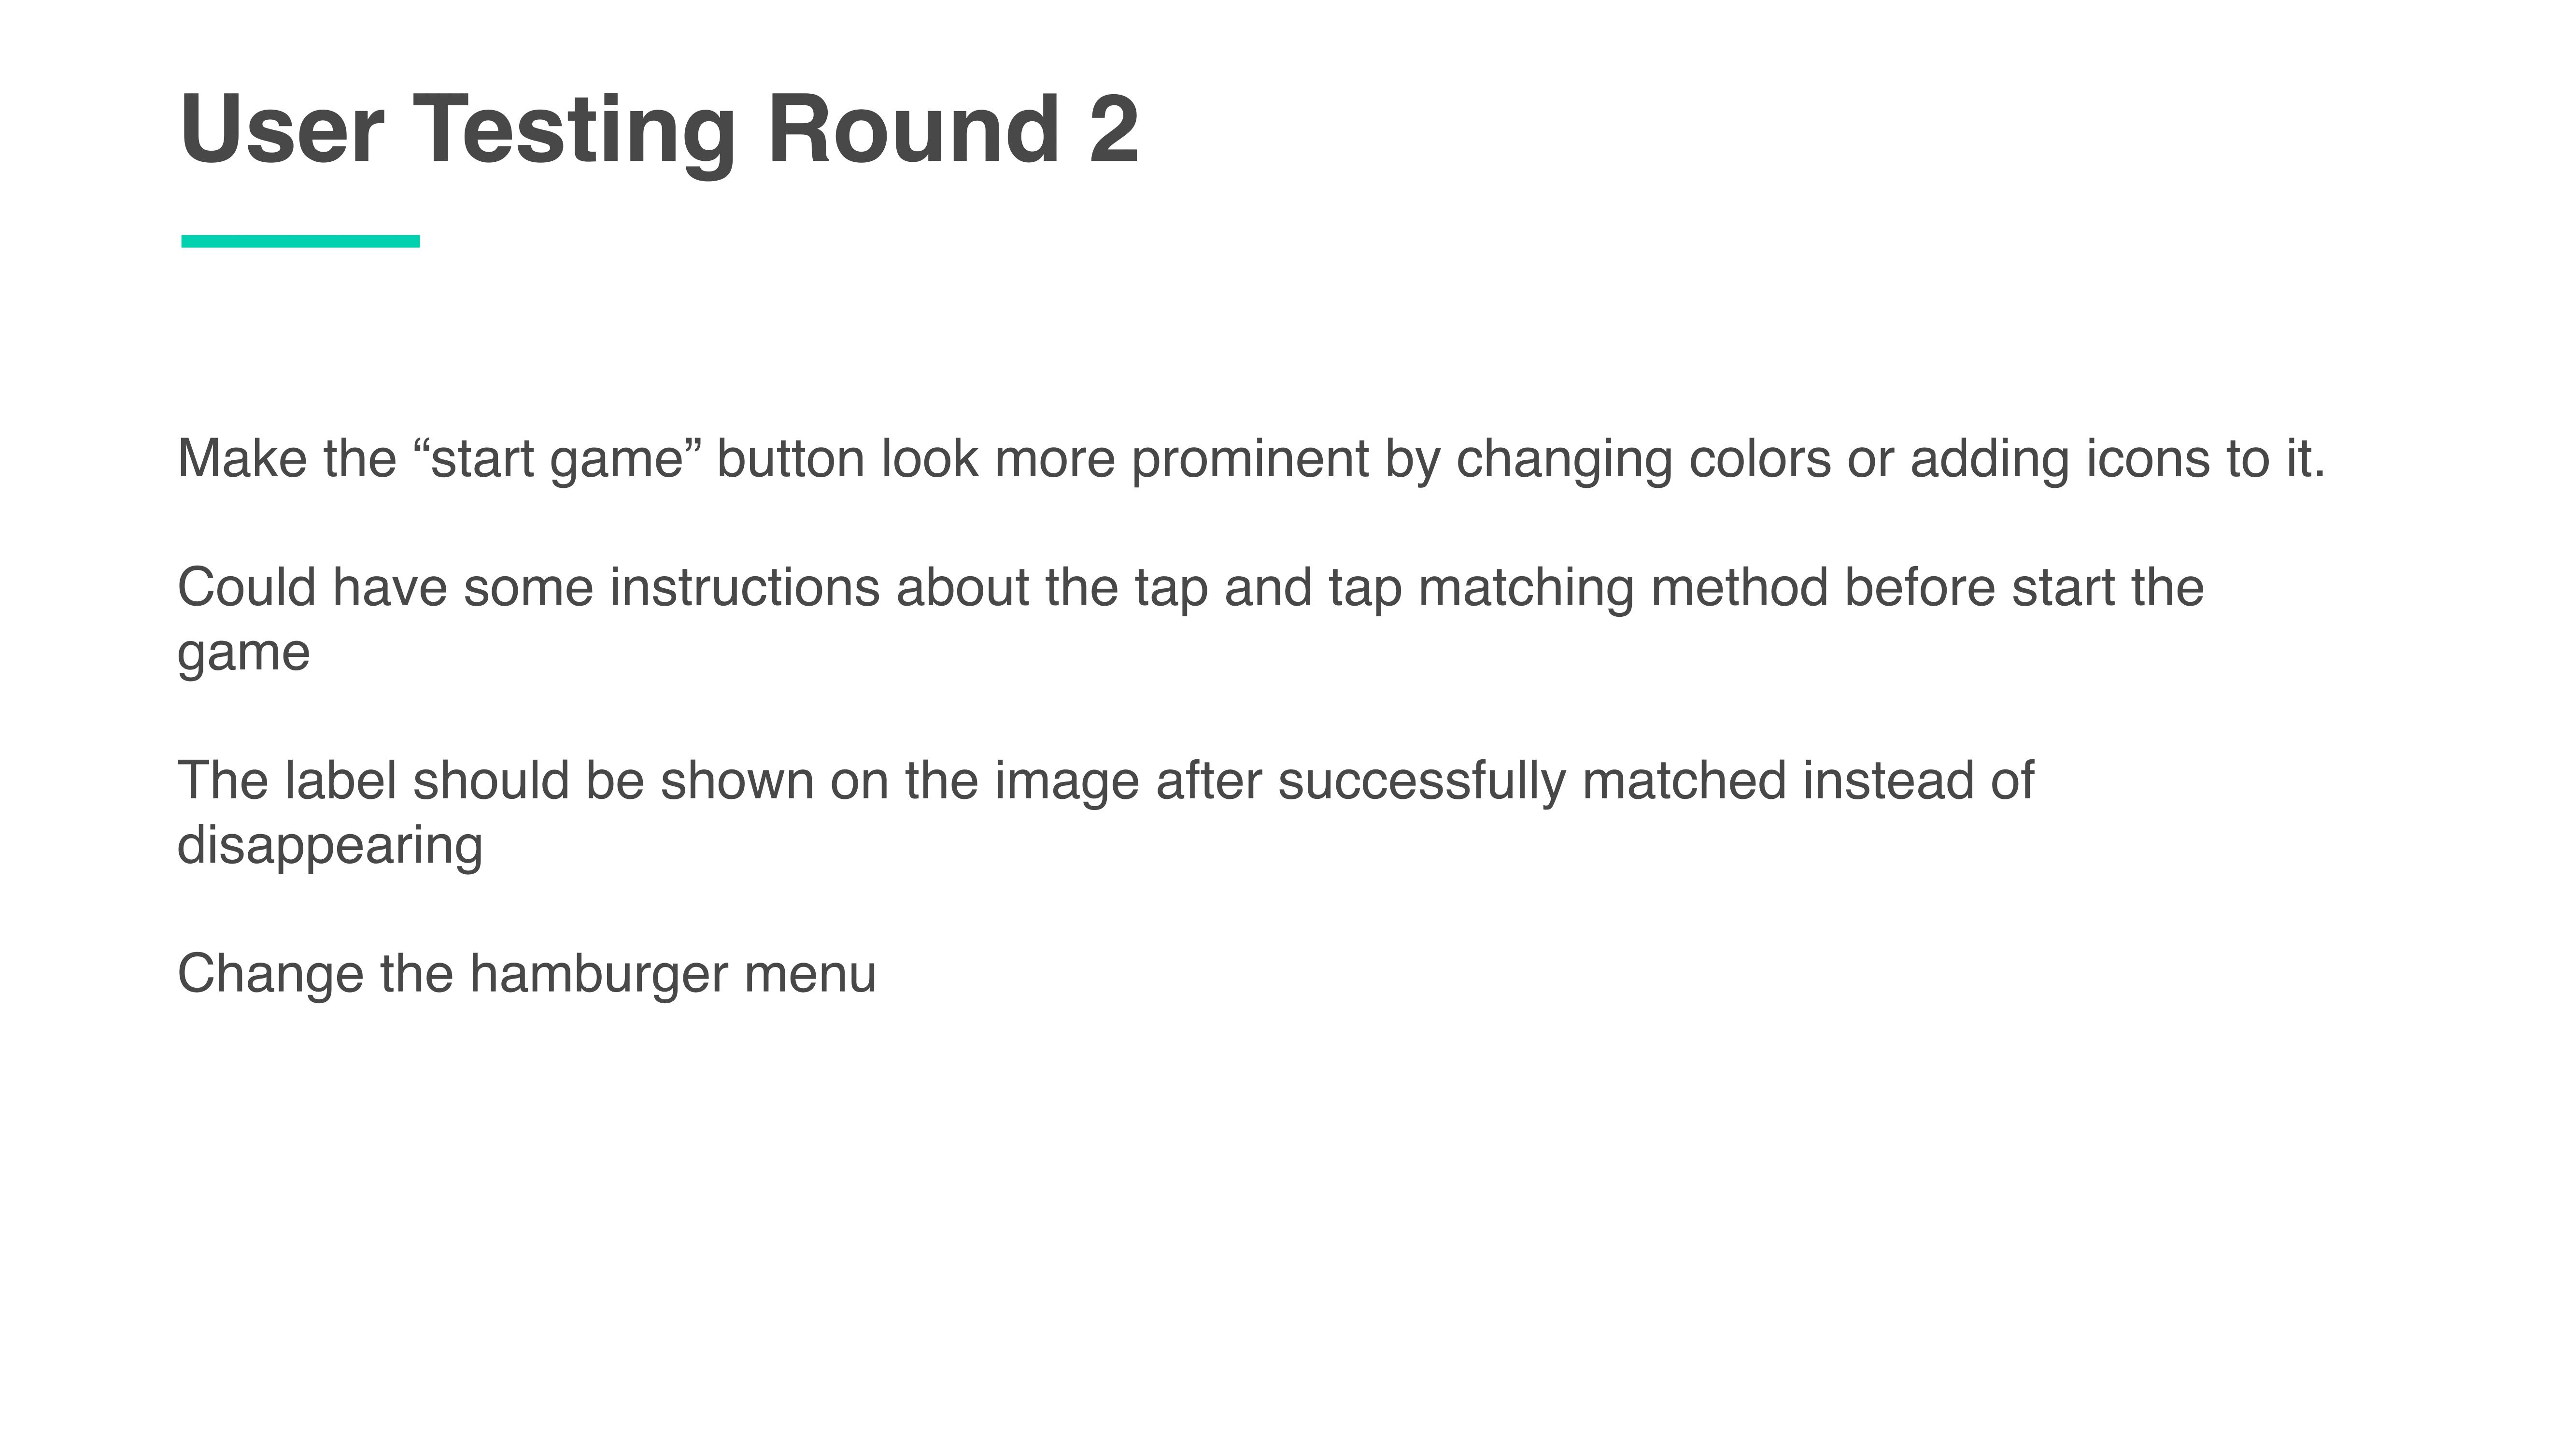 User Testing Round 2
Make the “start game” button look more prominent by changing colors or adding icons to it.
Could have some instructions about the tap and tap matching method before start the
game
The label should be shown on the image after successfully matched instead of
disappearing
Change the hamburger menu